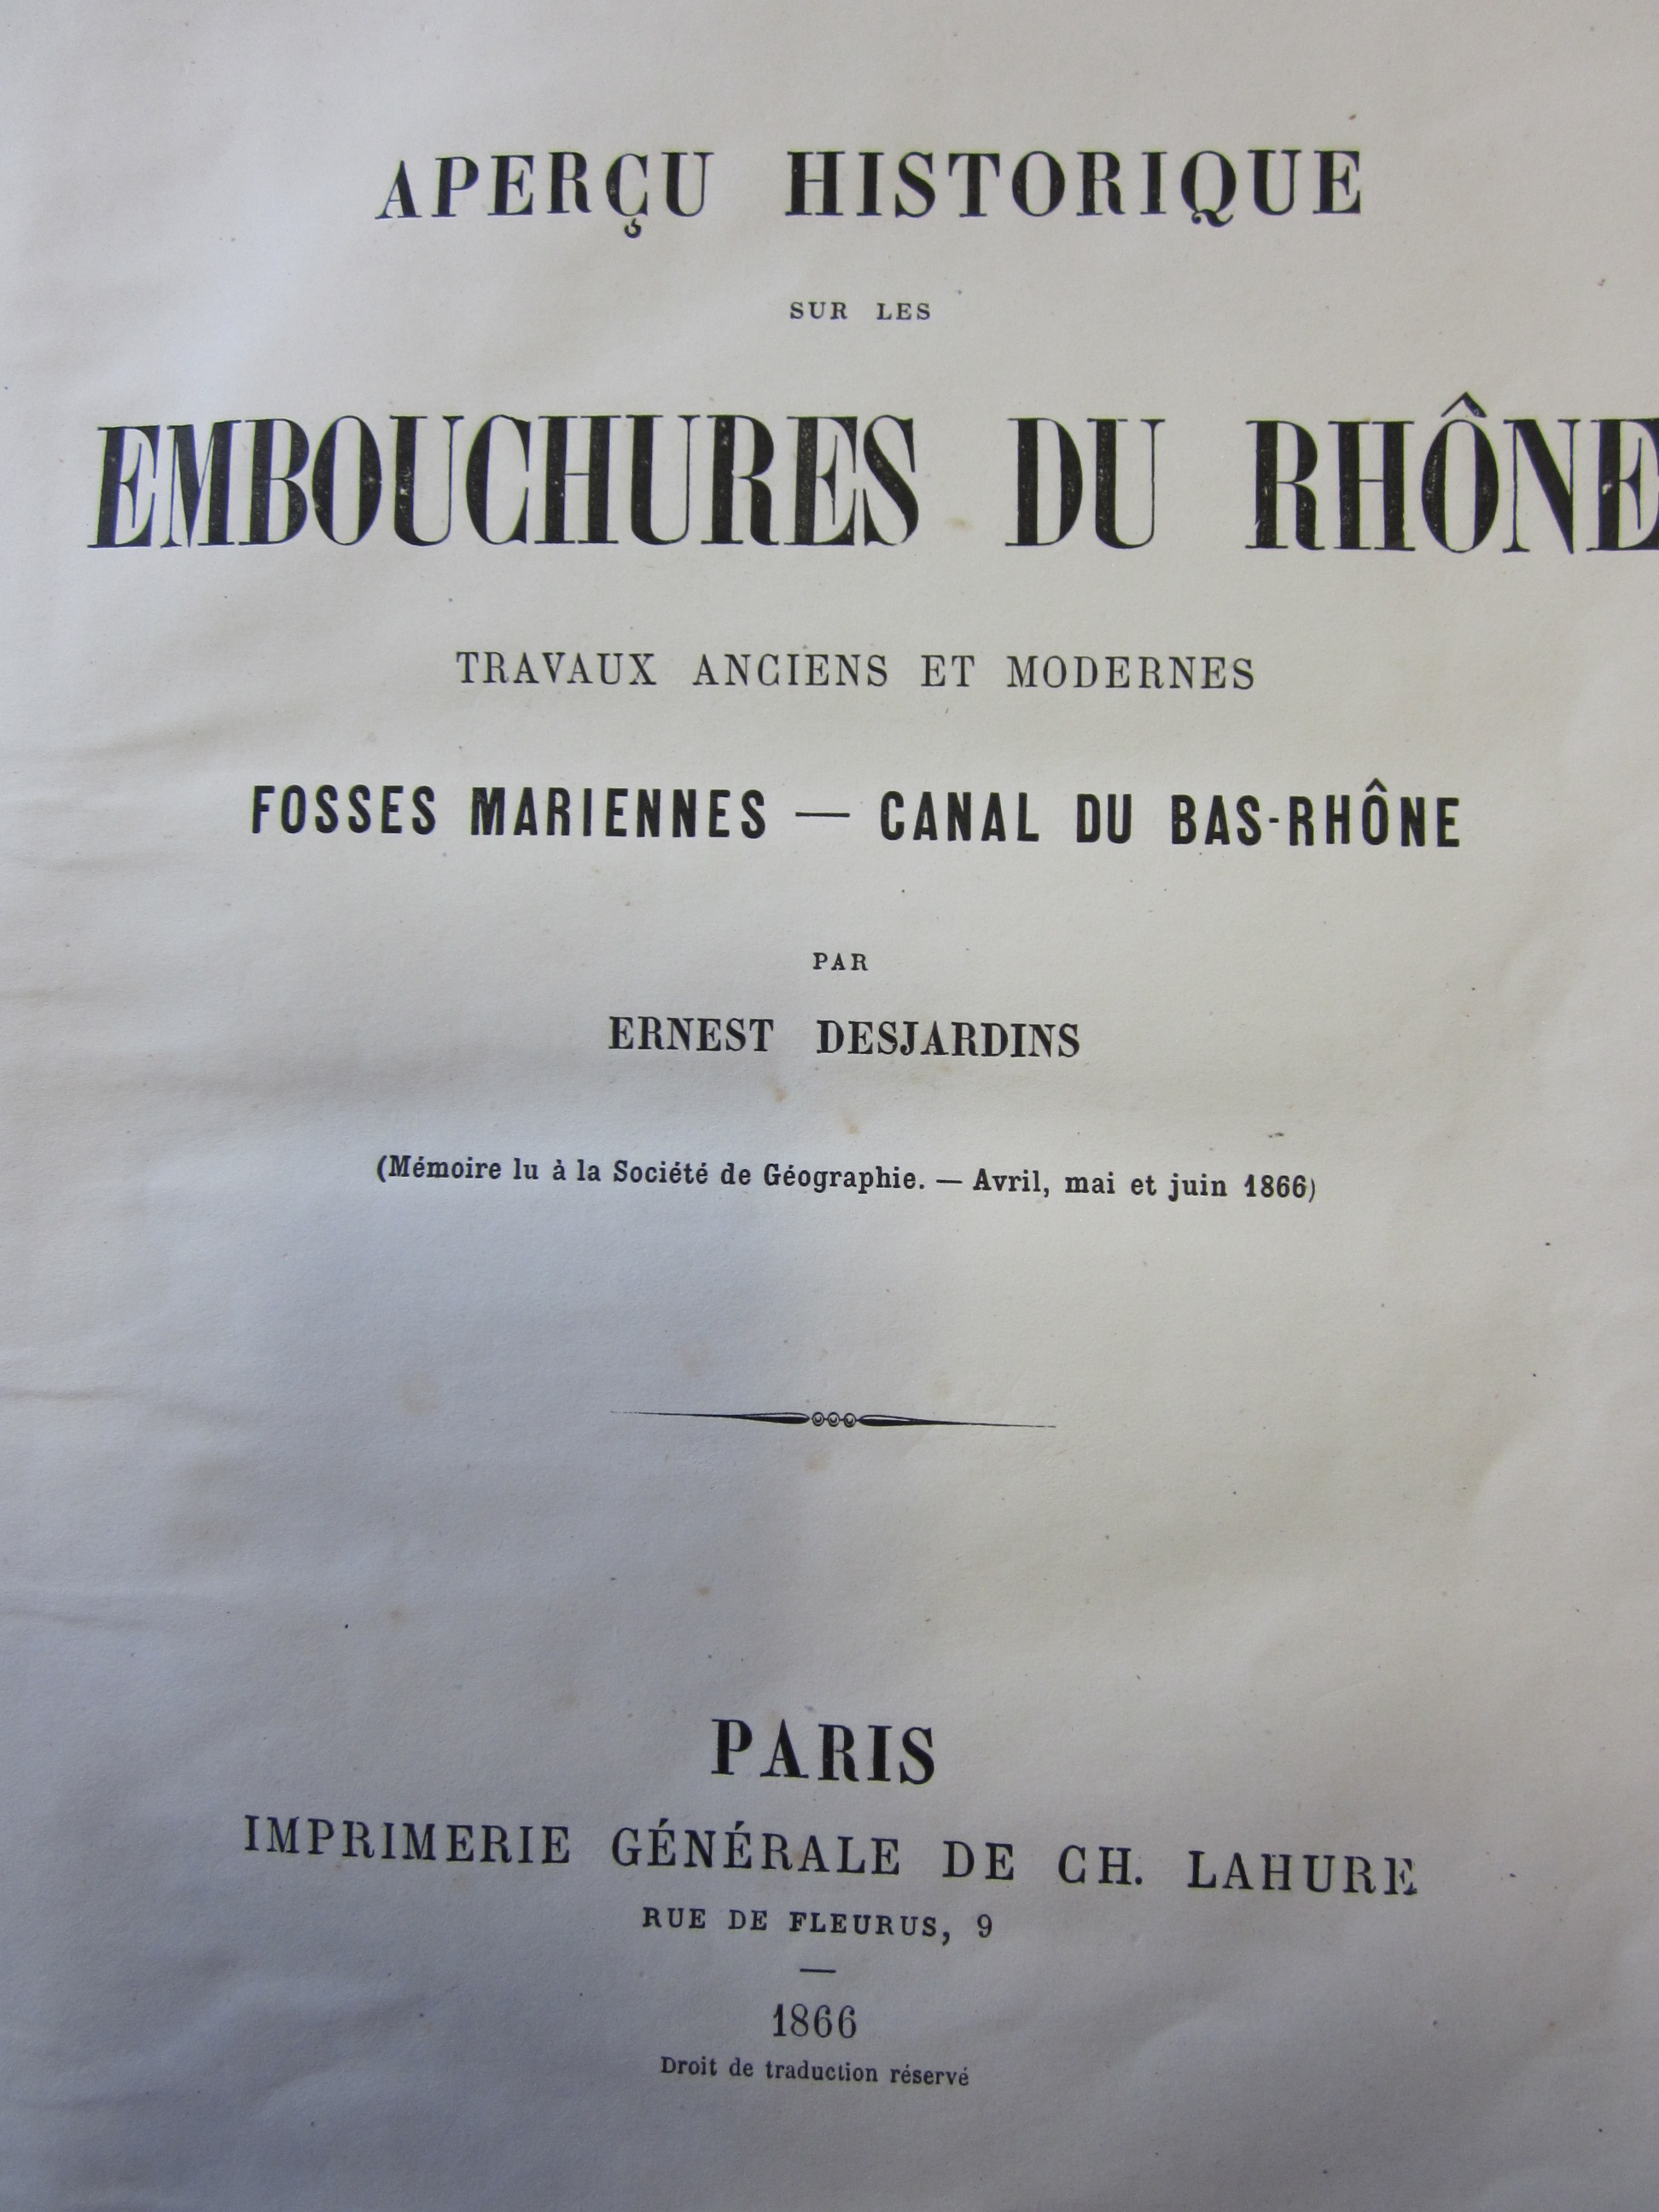 APERÇU HISTORIQUE
SUR LES
EMBOUCHURES DU RHÔNE
TRAVAUX ANCIENS ET MODERNES
FOSSES MARIENNES — CANAL DU BAS-RHÔNE
PAR
ERNEST DESJARDINS
(Mémoire lu à la Société de Géographie. — Avril, mai et juin 1866)
PARIS
IMPRIMERIE GÉNÉRALE DE CH. LAHURE
RUE DE FLEURUS, 9
1866
Droit de traduction réservé